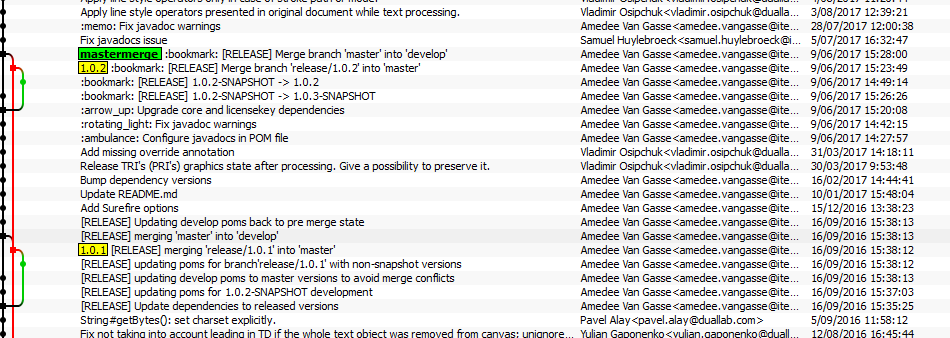 Apply line style operators only in case of stroke path or model Vladimir Osipchuk <vladimir.osipchuk@dualla...
Apply line style operators presented in original document while text processing. Vladimir Osipchuk <vladimir.osipchuk@dualla... 3/08/2017 12:39:21
:memo: Fix javadoc warnings Amedee Van Gasse <amedee.vangasse@ite... 28/07/2017 12:00:38
Fix javadocs issue Samuel Huylebroeck <samuel.huylebroeck@i... 5/07/2017 16:32:47
mastermerge :bookmark: [RELEASE] Merge branch 'master' into 'develop' Amedee Van Gasse <amedee.vangasse@ite... 9/06/2017 15:28:00
1.0.2 :bookmark: [RELEASE] Merge branch 'release/1.0.2' into 'master' Amedee Van Gasse <amedee.vangasse@ite... 9/06/2017 15:23:49
:bookmark: [RELEASE] 1.0.2-SNAPSHOT -> 1.0.2 Amedee Van Gasse <amedee.vangasse@ite... 9/06/2017 14:49:14
:bookmark: [RELEASE] 1.0.2-SNAPSHOT -> 1.0.3-SNAPSHOT Amedee Van Gasse <amedee.vangasse@ite... 9/06/2017 15:26:26
:arrow_up: Upgrade core and licensekey dependencies Amedee Van Gasse <amedee.vangasse@ite... 9/06/2017 15:20:08
:rotating_light: Fix javadoc warnings Amedee Van Gasse <amedee.vangasse@ite... 9/06/2017 14:42:15
:ambulance: Configure javadocs in POM file Amedee Van Gasse <amedee.vangasse@ite... 9/06/2017 14:27:57
Add missing override annotation Vladimir Osipchuk <vladimir.osipchuk@dualla... 31/03/2017 14:18:11
Release TRI's (PRI's) graphics state after processing. Give a possibility to preserve it. Vladimir Osipchuk <vladimir.osipchuk@dualla... 30/03/2017 9:53:48
Bump dependency versions Amedee Van Gasse <amedee.vangasse@ite... 16/02/2017 14:44:41
Update README.md Amedee Van Gasse <amedee.vangasse@ite... 10/01/2017 15:48:04
Add Surefire options Amedee Van Gasse <amedee.vangasse@ite... 15/12/2016 15:38:23
[RELEASE] Updating develop poms back to pre merge state Amedee Van Gasse <amedee.vangasse@ite... 16/09/2016 15:38:13
[RELEASE] merging 'master' into 'develop' Amedee Van Gasse <amedee.vangasse@ite... 16/09/2016 15:38:13
1.0.1 [RELEASE] merging 'release/1.0.1' into 'master' Amedee Van Gasse <amedee.vangasse@ite... 16/09/2016 15:38:12
[RELEASE] updating poms for branch'release/1.0.1' with non-snapshot versions Amedee Van Gasse <amedee.vangasse@ite... 16/09/2016 15:38:12
[RELEASE] updating develop poms to master versions to avoid merge conflicts Amedee Van Gasse <amedee.vangasse@ite... 16/09/2016 15:38:12
[RELEASE] updating poms for 1.0.2-SNAPSHOT development Amedee Van Gasse <amedee.vangasse@ite... 16/09/2016 15:37:03
[RELEASE] Update dependencies to released versions Amedee Van Gasse <amedee.vangasse@ite... 16/09/2016 15:35:25
String#getBytes(): set charset explicitly. Pavel Alay <pavel.alay@duallab.com> 5/09/2016 11:58:12
Fix not taking into account leading in TD if the whole text object was removed from canvas; unignore... Yulian Gaponenko <yulian.gaponenko@dualla... 12/08/2016 16:45:44